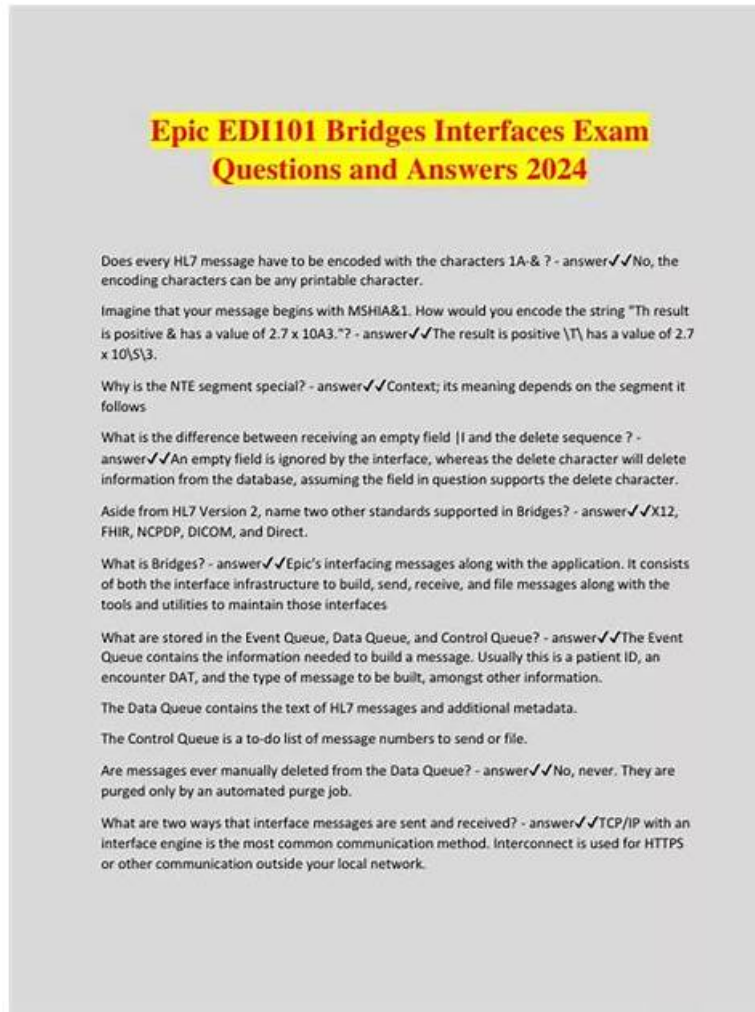 Epic EDI101 Bridges Interfaces Exam
Questions and Answers 2024
Does every HL7 message have to be encoded with the characters 1A-& ? - answer✓✓No, the
encoding characters can be any printable character.
Imagine that your message begins with MSHIA&1. How would you encode the string "Th result
is positive & has a value of 2.7 x 10A3."? - answer✓✓The result is positive \T\ has a value of 2.7
x 10\S\3.
Why is the NTE segment special? - answer✓✓Context; its meaning depends on the segment it
follows
What is the difference between receiving an empty field |I and the delete sequence ? -
answer✓✓An empty field is ignored by the interface, whereas the delete character will delete
information from the database, assuming the field in question supports the delete character.
Aside from HL7 Version 2, name two other standards supported in Bridges? - answer✓✓X12,
FHIR, NCPDP, DICOM, and Direct.
What is Bridges? - answer✓✓Epic's interfacing messages along with the application. It consists
of both the interface infrastructure to build, send, receive, and file messages along with the
tools and utilities to maintain those interfaces
What are stored in the Event Queue, Data Queue, and Control Queue? - answer✓✓The Event
Queue contains the information needed to build a message. Usually this is a patient ID, an
encounter DAT, and the type of message to be built, amongst other information.
The Data Queue contains the text of HL7 messages and additional metadata.
The Control Queue is a to-do list of message numbers to send or file.
Are messages ever manually deleted from the Data Queue? - answer✓✓No, never. They are
purged only by an automated purge job.
What are two ways that interface messages are sent and received? - answer✓✓TCP/IP with an
interface engine is the most common communication method. Interconnect is used for HTTPS
or other communication outside your local network.